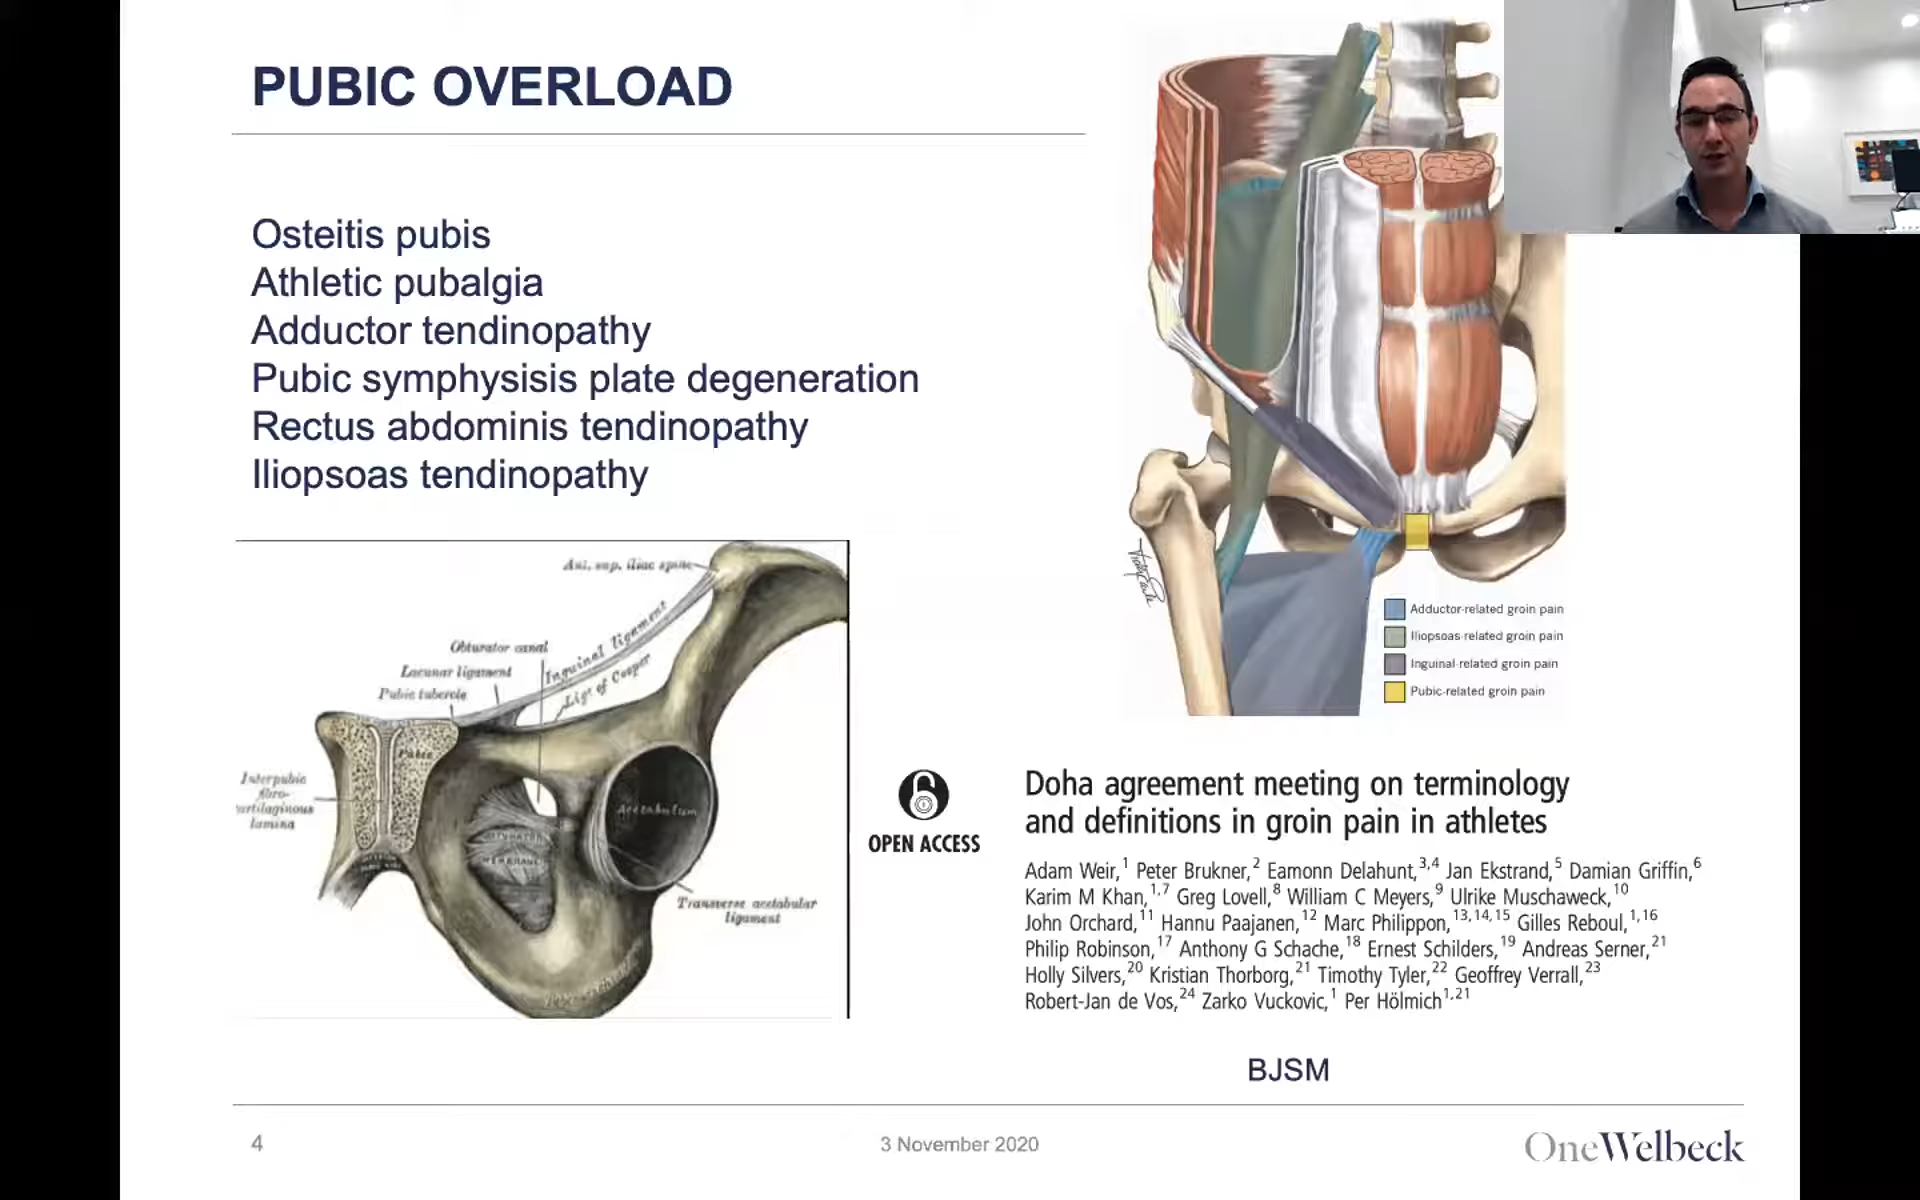 PUBIC OVERLOAD
Osteitis pubis
Athletic pubalgia
Adductor tendinopathy
Pubic symphysisis plate degeneration
Rectus abdominis tendinopathy
Iliopsoas tendinopathy
Ant. sup. iliac spine
Inguinal ligament
Obturator canal
Lacunar ligament
Ligt of Cooper
Pubic tubercle
Pubis
Interpubic
fibro-
cartilaginous
lamina
Acetabulum
OBTURATOR
MEMBRANE
Transverse acetabular
ligament
Adductor-related groin pain
Iliopsoas-related groin pain
Inguinal-related groin pain
Pubic-related groin pain
OPEN ACCESS
Doha agreement meeting on terminology
and definitions in groin pain in athletes
Adam Weir,1 Peter Brukner,2 Eamonn Delahunt,3,4 Jan Ekstrand,5 Damian Griffin,6
Karim M Khan,1,7 Greg Lovell,8 William C Meyers,9 Ulrike Muschaweck,10
John Orchard,11 Hannu Paajanen,12 Marc Philippon,13,14,15 Gilles Reboul,1,16
Philip Robinson,17 Anthony G Schache,18 Ernest Schilders,19 Andreas Serner,21
Holly Silvers,20 Kristian Thorborg,21 Timothy Tyler,22 Geoffrey Verrall,23
Robert-Jan de Vos,24 Zarko Vuckovic,1 Per Hölmich1,21
BJSM
4
3 November 2020
OneWelbeck